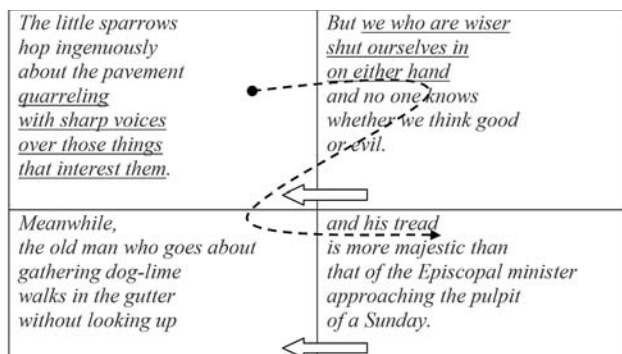 The little sparrows
hop ingenuously
about the pavement
quarreling
with sharp voices
over those things
that interest them.
But we who are wiser
shut ourselves in
on either hand
and no one knows
whether we think good
or evil.
Meanwhile,
the old man who goes about
gathering dog-lime
walks in the gutter
without looking up
and his tread
is more majestic than
that of the Episcopal minister
approaching the pulpit
of a Sunday.